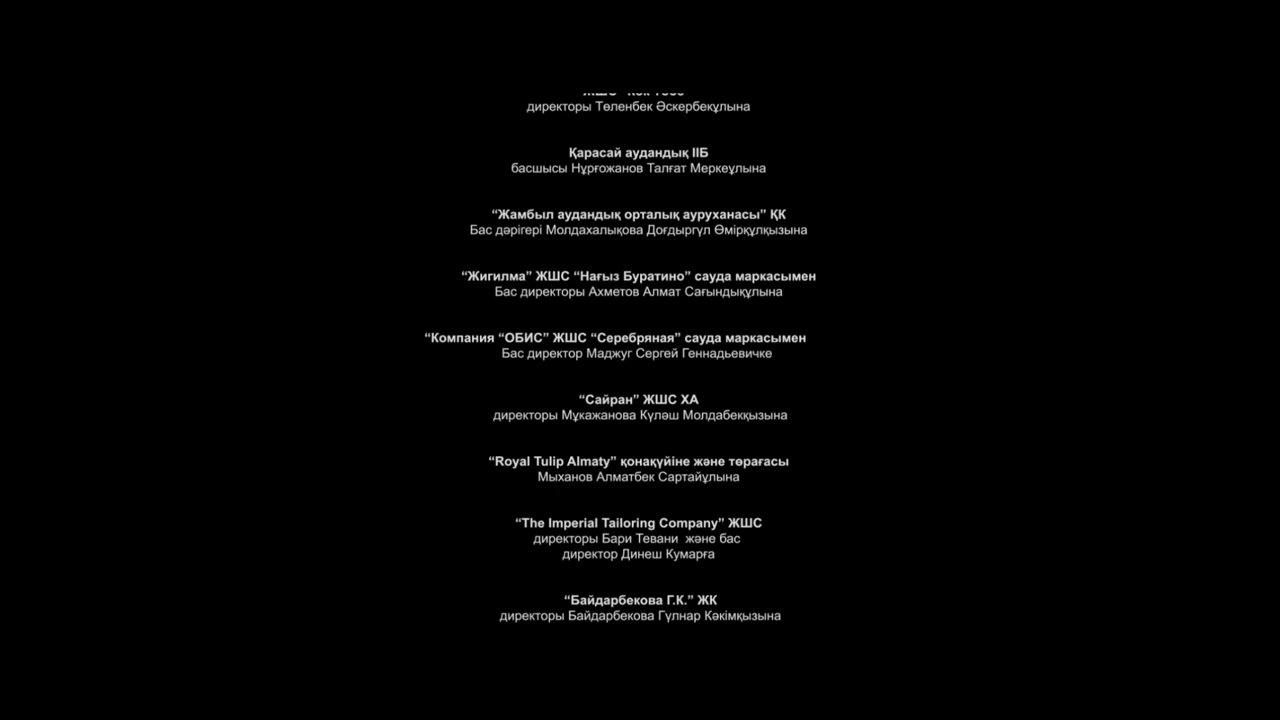 директоры Төленбек Әскербекұлына
Қарасай аудандық ІІБ
басшысы Нұрғожанов Талғат Меркеұлына
“Жамбыл аудандық орталық ауруханасы” ҚК
Бас дәрігері Молдахалықова Доғдыргүл Өмірқұлқызына
“Жигилма” ЖШС “Нағыз Буратино” сауда маркасымен
Бас директоры Ахметов Алмат Сағындықұлына
“Компания “ОБИС” ЖШС “Серебряная” сауда маркасымен
Бас директор Маджуг Сергей Геннадьевичке
“Сайран” ЖШС ХА
директоры Мұкажанова Күләш Молдабекқызына
“Royal Tulip Almaty” қонақүйіне және төрағасы
Мыханов Алматбек Сартайұлына
“The Imperial Tailoring Company” ЖШС
директоры Бари Тевани  және бас
директор Динеш Кумарға
“Байдарбекова Г.К.” ЖК
директоры Байдарбекова Гүлнар Кәкімқызына